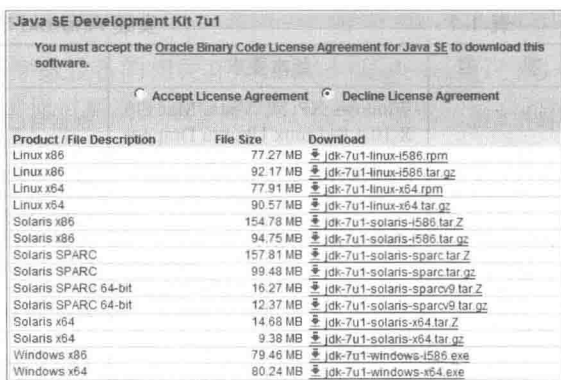 Java SE Development Kit 7u1
You must accept the Oracle Binary Code License Agreement for Java SE to download this
software.
Accept License Agreement Decline License Agreement
Product / File Description File Size Download
Linux x86 77.27 MB jdk-7u1-linux-i586.rpm
Linux x86 92.17 MB jdk-7u1-linux-i586.tar.gz
Linux x64 77.91 MB jdk-7u1-linux-x64.rpm
Linux x64 90.57 MB jdk-7u1-linux-x64.tar.gz
Solaris x86 154.78 MB jdk-7u1-solaris-i586.tar.Z
Solaris x86 94.75 MB jdk-7u1-solaris-i586.tar.gz
Solaris SPARC 157.81 MB jdk-7u1-solaris-sparc.tar.Z
Solaris SPARC 99.48 MB jdk-7u1-solaris-sparc.tar.gz
Solaris SPARC 64-bit 16.27 MB jdk-7u1-solaris-sparcv9.tar.Z
Solaris SPARC 64-bit 12.37 MB jdk-7u1-solaris-sparcv9.tar.gz
Solaris x64 14.68 MB jdk-7u1-solaris-x64.tar.Z
Solaris x64 9.38 MB jdk-7u1-solaris-x64.tar.gz
Windows x86 79.46 MB jdk-7u1-windows-i586.exe
Windows x64 80.24 MB jdk-7u1-windows-x64.exe